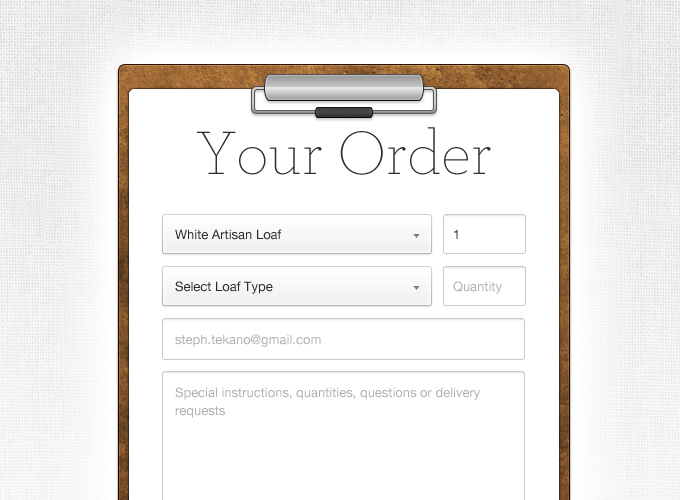 Your Order
White Artisan Loaf
1
Select Loaf Type
Quantity
steph.tekano@gmail.com
Special instructions, quantities, questions or delivery
requests